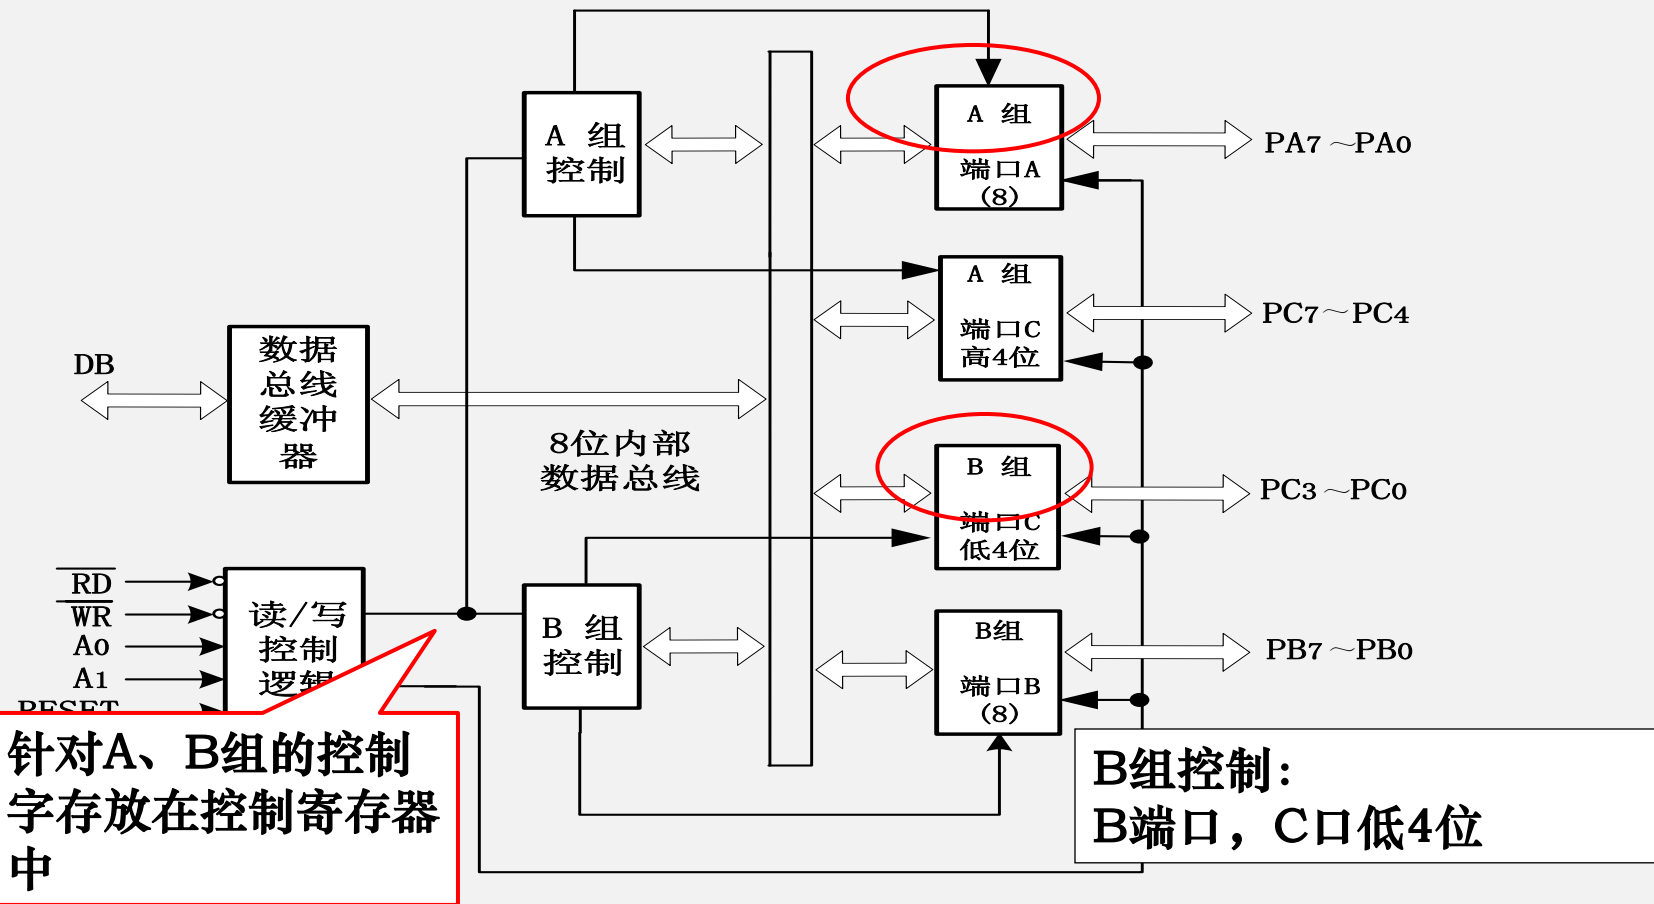 A 组
控制
A 组
端口A
(8)
PA7～PA0
A 组
端口C
高4位
PC7～PC4
DB
数据
总线
缓冲
器
8位内部
数据总线
B 组
端口C
低4位
PC3～PC0
RD
WR
A0
A1
RESET
读/写
控制
逻辑
B 组
控制
B组
端口B
(8)
PB7～PB0
针对A、B组的控制
字存放在控制寄存器
中
B组控制:
B端口，C口低4位